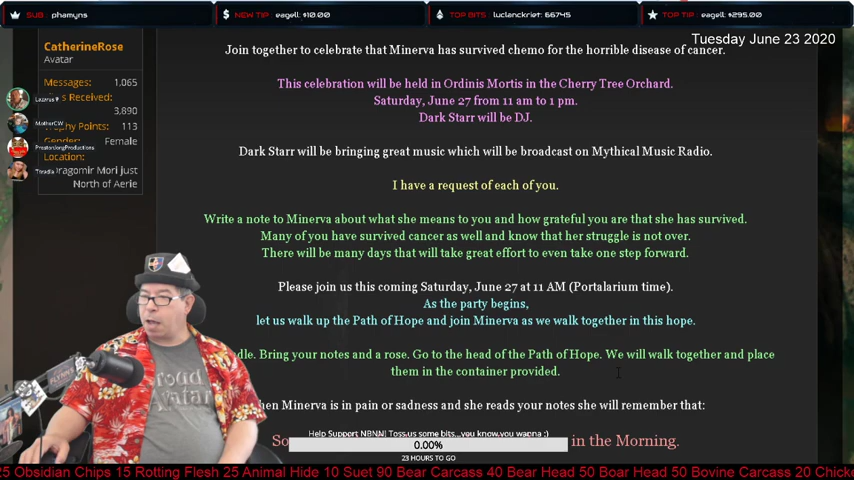 SUB: phamyns
NEW TIP: eagell: $10.00
TOP BITS: luclanckriet: 66745
TOP TIP: eagell: $295.00
Tuesday June 23 2020
CatherineRose
Avatar
Messages: 1,065
Received:
3,890
Trophy Points: 113
Gender: Female
Location:
Dragomir Mori just
North of Aerie
Lazarus
MotherCW
PrestonJongProductions
Join together to celebrate that Minerva has survived chemo for the horrible disease of cancer.
This celebration will be held in Ordinis Mortis in the Cherry Tree Orchard.
Saturday, June 27 from 11 am to 1 pm.
Dark Starr will be DJ.
Dark Starr will be bringing great music which will be broadcast on Mythical Music Radio.
I have a request of each of you.
Write a note to Minerva about what she means to you and how grateful you are that she has survived.
Many of you have survived cancer as well and know that her struggle is not over.
There will be many days that will take great effort to even take one step forward.
Please join us this coming Saturday, June 27 at 11 AM (Portalarium time).
As the party begins,
let us walk up the Path of Hope and join Minerva as we walk together in this hope.
Bring your notes and a rose. Go to the head of the Path of Hope. We will walk together and place
them in the container provided.
hen Minerva is in pain or sadness and she reads your notes she will remember that:
So
in the Morning.
Help Support NBNN! Toss,us some bits,,,you know,you wanna ;)
0.00%
23 HOURS TO GO
25 Obsidian Chips 15 Rotting Flesh 25 Animal Hide 10 Suet 90 Bear Carcass 40 Bear Head 50 Boar Head 50 Bovine Carcass 20 Chicke